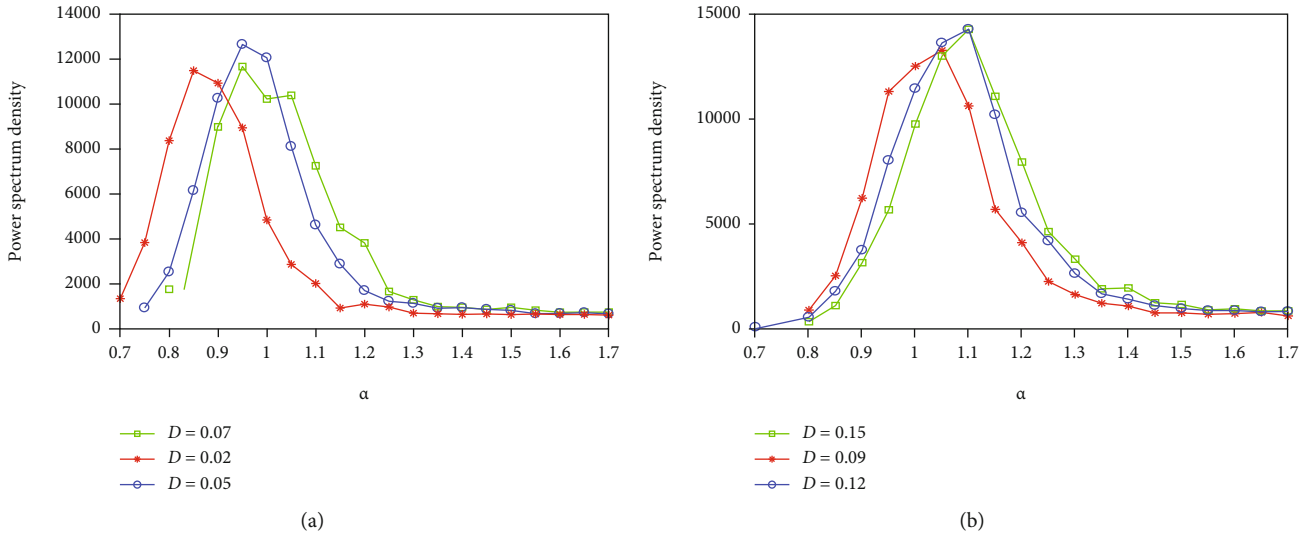 14000
12000
10000
8000
6000
4000
2000
0
Power spectrum density
0.7 0.8 0.9 1 1.1 1.2 1.3 1.4 1.5 1.6 1.7
α
D = 0.07
D = 0.02
D = 0.05
(a)
15000
10000
5000
0
Power spectrum density
0.7 0.8 0.9 1 1.1 1.2 1.3 1.4 1.5 1.6 1.7
α
D = 0.15
D = 0.09
D = 0.12
(b)